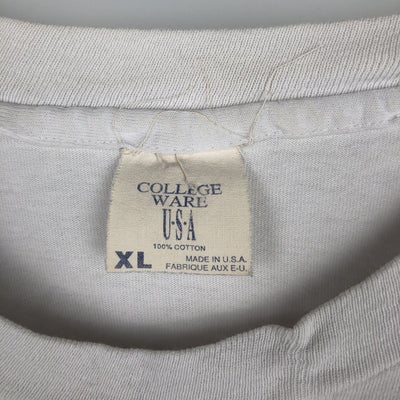 COLLEGE
WARE
U·S·A
100% COTTON
XL MADE IN U.S.A.
FABRIQUE AUX E-U.